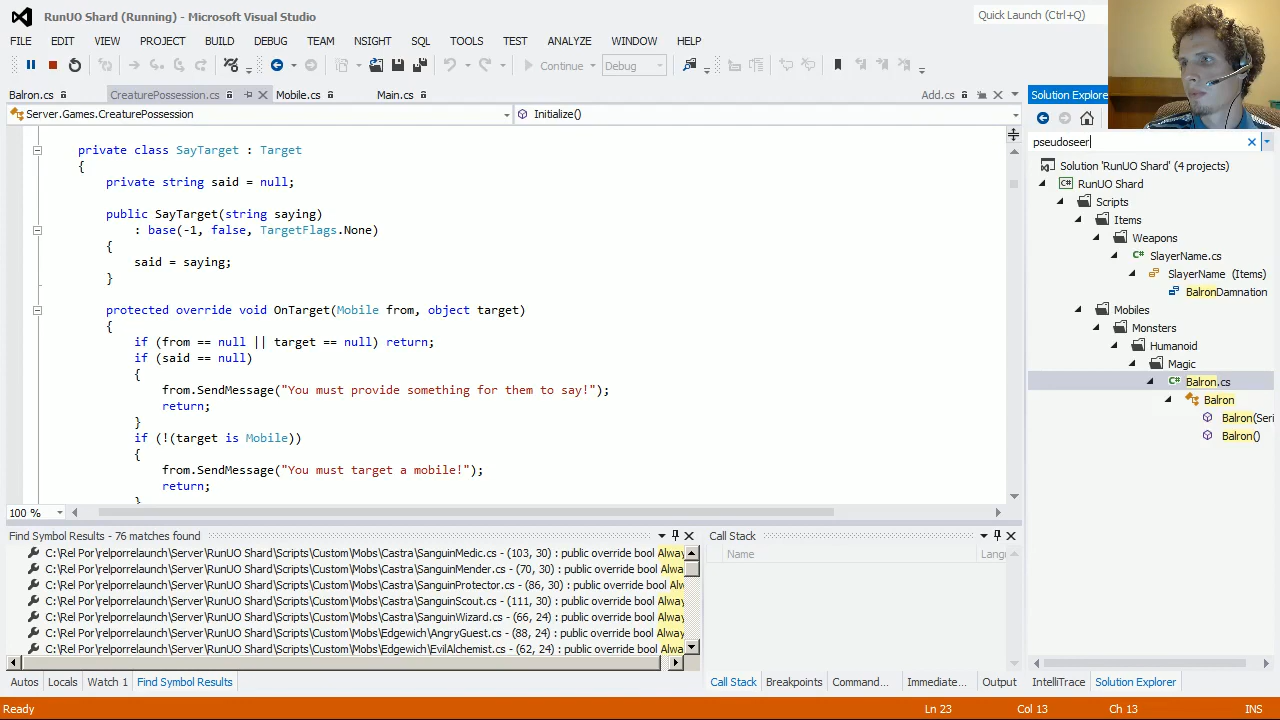 RunUO Shard (Running) - Microsoft Visual Studio
Quick Launch (Ctrl+Q)
FILE EDIT VIEW PROJECT BUILD DEBUG TEAM NSIGHT SQL TOOLS TEST ANALYZE WINDOW HELP
Continue Debug
Balron.cs CreaturePossession.cs Mobile.cs Main.cs Add.cs
Solution Explorer
Server.Games.CreaturePossession Initialize()
pseudoseer
Solution 'RunUO Shard' (4 projects)
RunUO Shard
Scripts
Items
Weapons
SlayerName.cs
SlayerName (Items)
BalronDamnation
Mobiles
Monsters
Humanoid
Magic
Balron.cs
Balron
Balron(Seri
Balron()
private class SayTarget : Target
{
private string said = null;
public SayTarget(string saying)
: base(-1, false, TargetFlags.None)
{
said = saying;
}
protected override void OnTarget(Mobile from, object target)
{
if (from == null || target == null) return;
if (said == null)
{
from.SendMessage("You must provide something for them to say!");
return;
}
if (!(target is Mobile))
{
from.SendMessage("You must target a mobile!");
return;
}
100 %
Find Symbol Results - 76 matches found
C:\Rel Por\relporrelaunch\Server\RunUO Shard\Scripts\Custom\Mobs\Castra\SanguinMedic.cs - (103, 30) : public override bool Alway
C:\Rel Por\relporrelaunch\Server\RunUO Shard\Scripts\Custom\Mobs\Castra\SanguinMender.cs - (70, 30) : public override bool Alway
C:\Rel Por\relporrelaunch\Server\RunUO Shard\Scripts\Custom\Mobs\Castra\SanguinProtector.cs - (86, 30) : public override bool Alwa
C:\Rel Por\relporrelaunch\Server\RunUO Shard\Scripts\Custom\Mobs\Castra\SanguinScout.cs - (111, 30) : public override bool Always
C:\Rel Por\relporrelaunch\Server\RunUO Shard\Scripts\Custom\Mobs\Castra\SanguinWizard.cs - (66, 24) : public override bool Alway
C:\Rel Por\relporrelaunch\Server\RunUO Shard\Scripts\Custom\Mobs\Edgewich\AngryGuest.cs - (88, 24) : public override bool Alway
C:\Rel Por\relporrelaunch\Server\RunUO Shard\Scripts\Custom\Mobs\Edgewich\EvilAlchemist.cs - (62, 24) : public override bool Alwa
Call Stack
Name Langu
Autos Locals Watch 1 Find Symbol Results
Call Stack Breakpoints Command... Immediate... Output
IntelliTrace Solution Explorer
Ready Ln 23 Col 13 Ch 13 INS